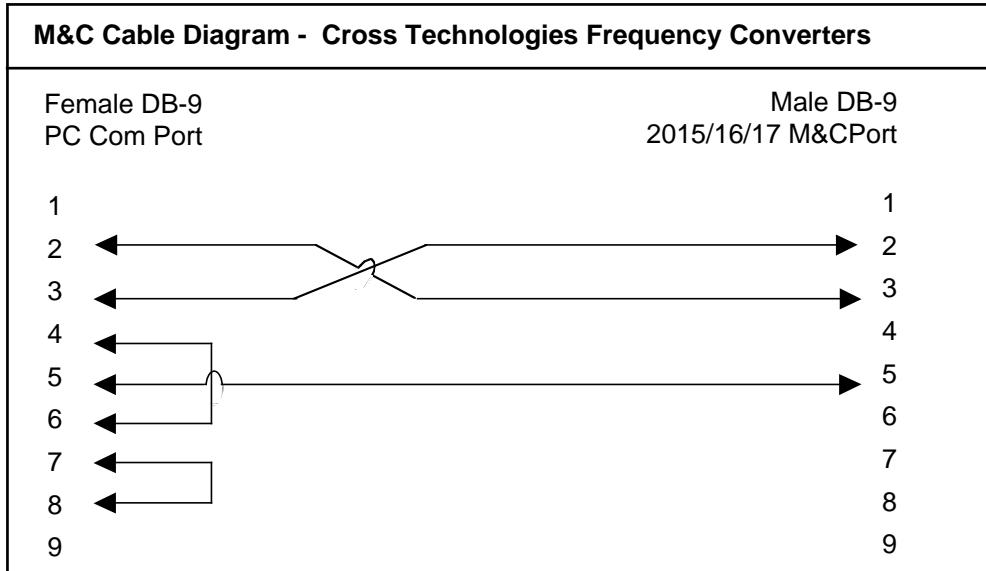 M&C Cable Diagram - Cross Technologies Frequency Converters
Female DB-9
PC Com Port
Male DB-9
2015/16/17 M&CPort
1 1
2 2
3 3
4 4
5 5
6 6
7 7
8 8
9 9